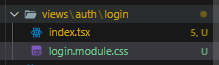 views\auth\login
index.tsx 5, U
login.module.css U